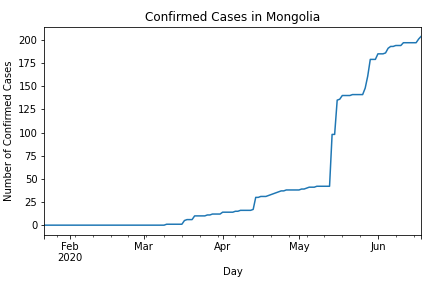 Confirmed Cases in Mongolia
Number of Confirmed Cases
200
175
150
125
100
75
50
25
0
Feb
2020
Mar
Apr
May
Jun
Day